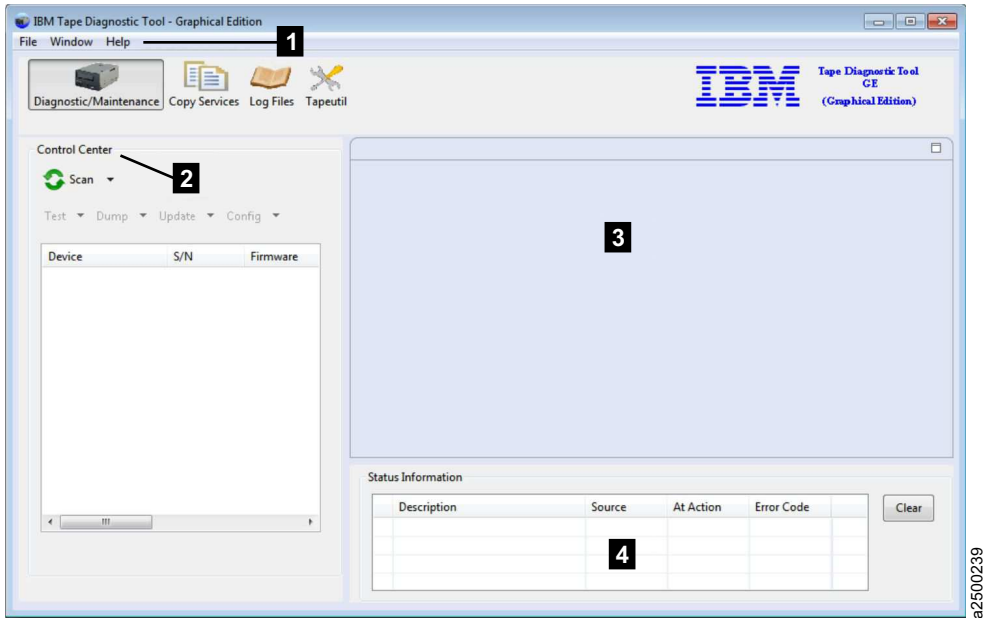 IBM Tape Diagnostic Tool - Graphical Edition
File Window Help
1
Diagnostic/Maintenance Copy Services Log Files Tapeutil
IBM
Tape Diagnostic Tool
GE
(Graphical Edition)
Control Center
2
Scan
Test Dump Update Config
Device S/N Firmware
3
Status Information
Description Source At Action Error Code
Clear
4
a2500239